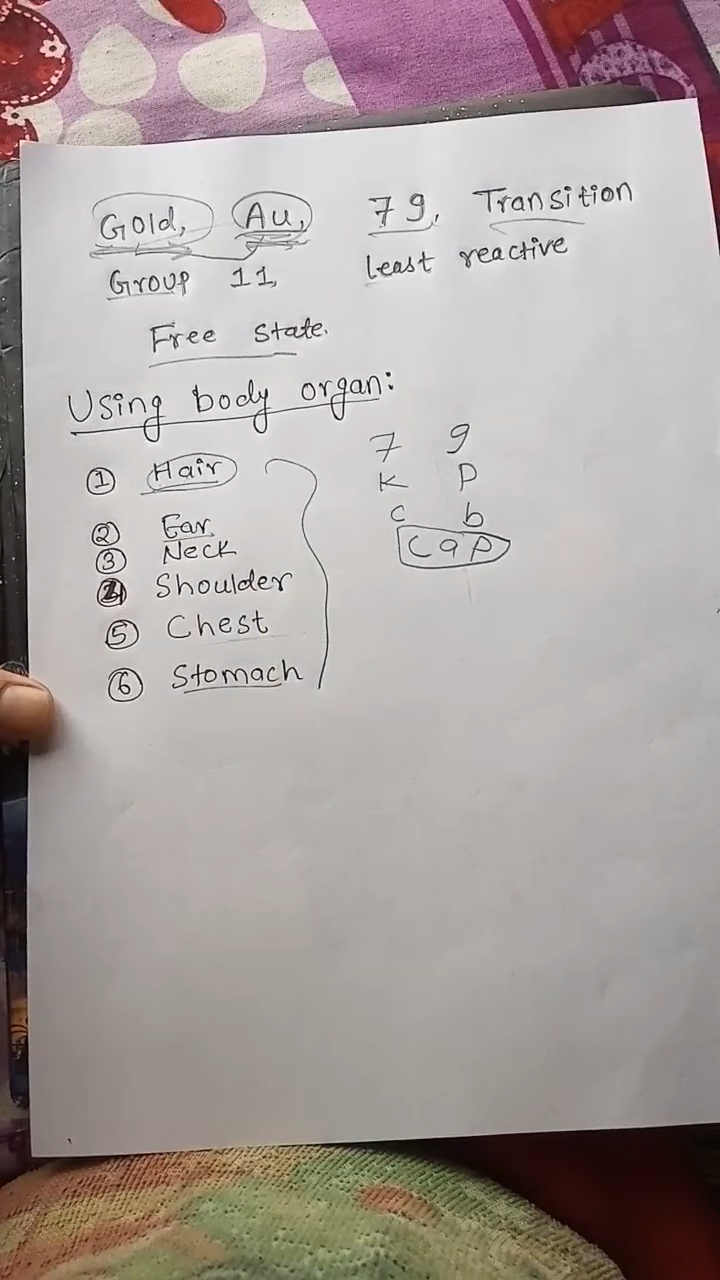 Gold, Au, 79, Transition
Group 11, least reactive
Free state.
Using body organ:
① Hair
② Ear
③ Neck
④ Shoulder
⑤ Chest
⑥ Stomach
7 9
K P
c b
Cap